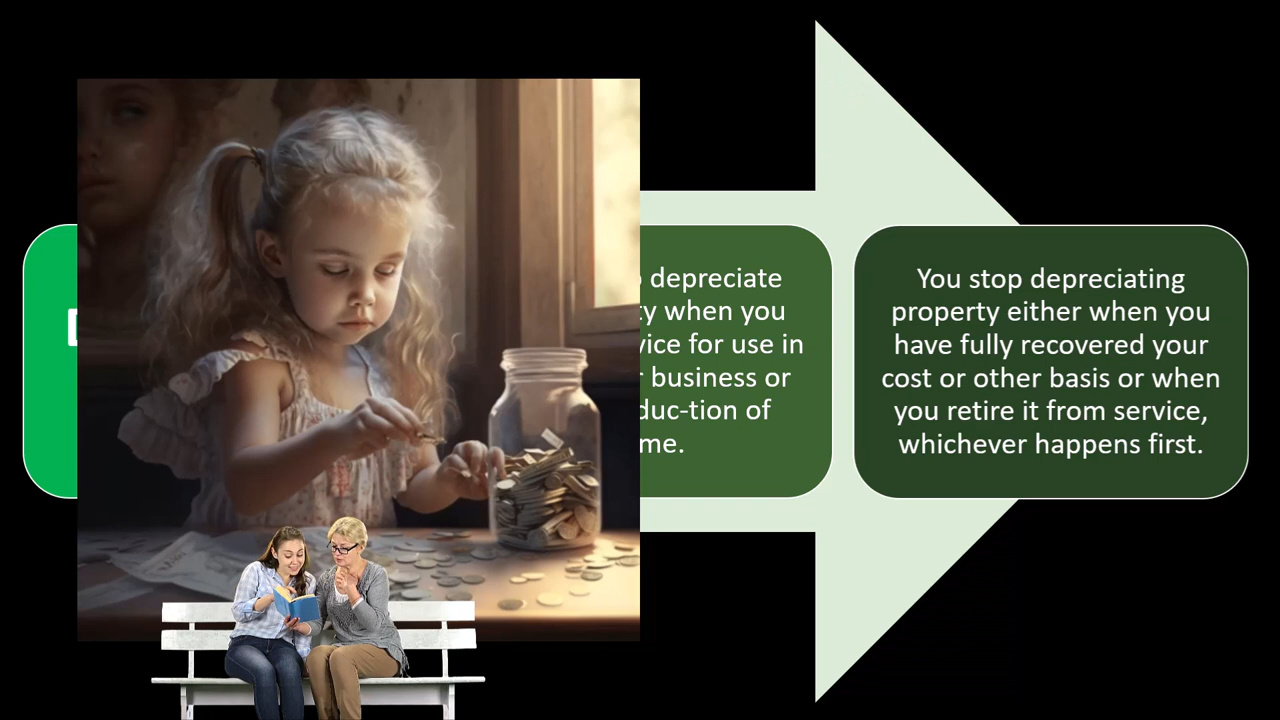 depreciate
when you
for use in
business or
duc-tion of
You stop depreciating
property either when you
have fully recovered your
cost or other basis or when
you retire it from service,
whichever happens first.